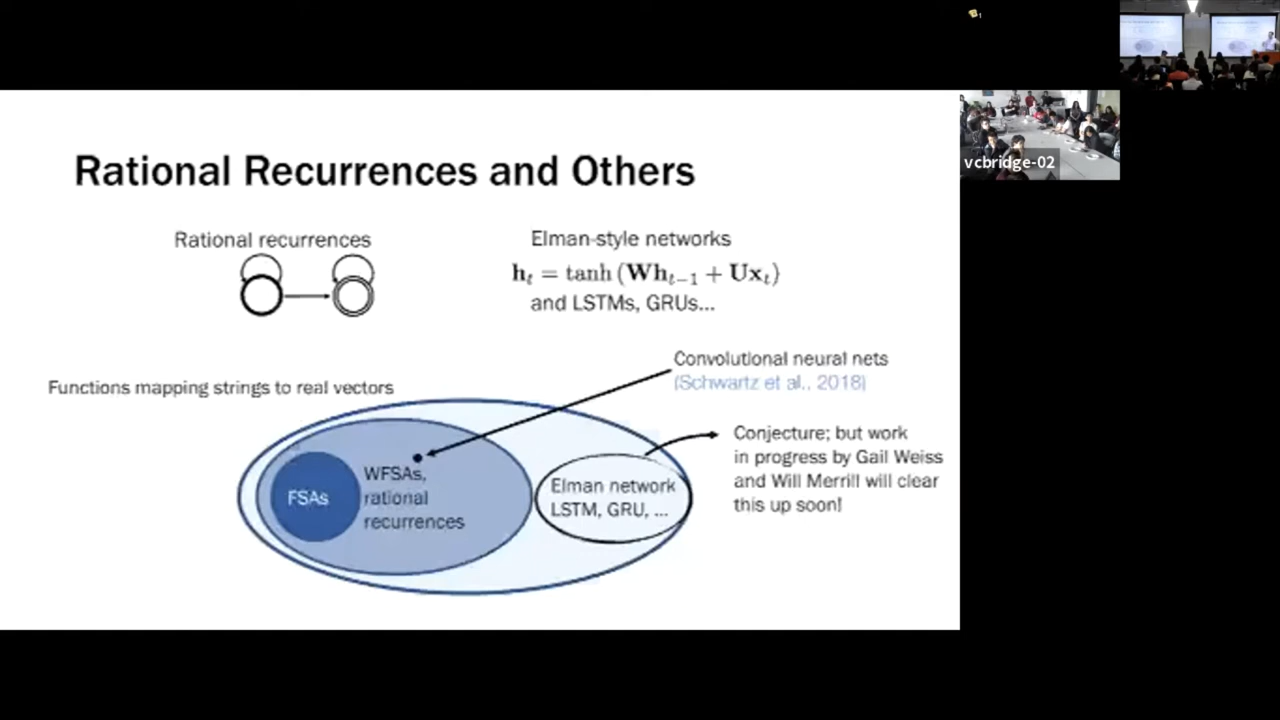 Rational Recurrences and Others
Rational recurrences
Elman-style networks
h_t = tanh (Wh_{t−1} + Ux_t)
and LSTMs, GRUs...
Convolutional neural nets
(Schwartz et al., 2018)
Functions mapping strings to real vectors
Conjecture; but work
in progress by Gail Weiss
and Will Merrill will clear
this up soon!
FSAs
WFSAs,
rational
recurrences
Elman network
LSTM, GRU, ...
vcbridge-02